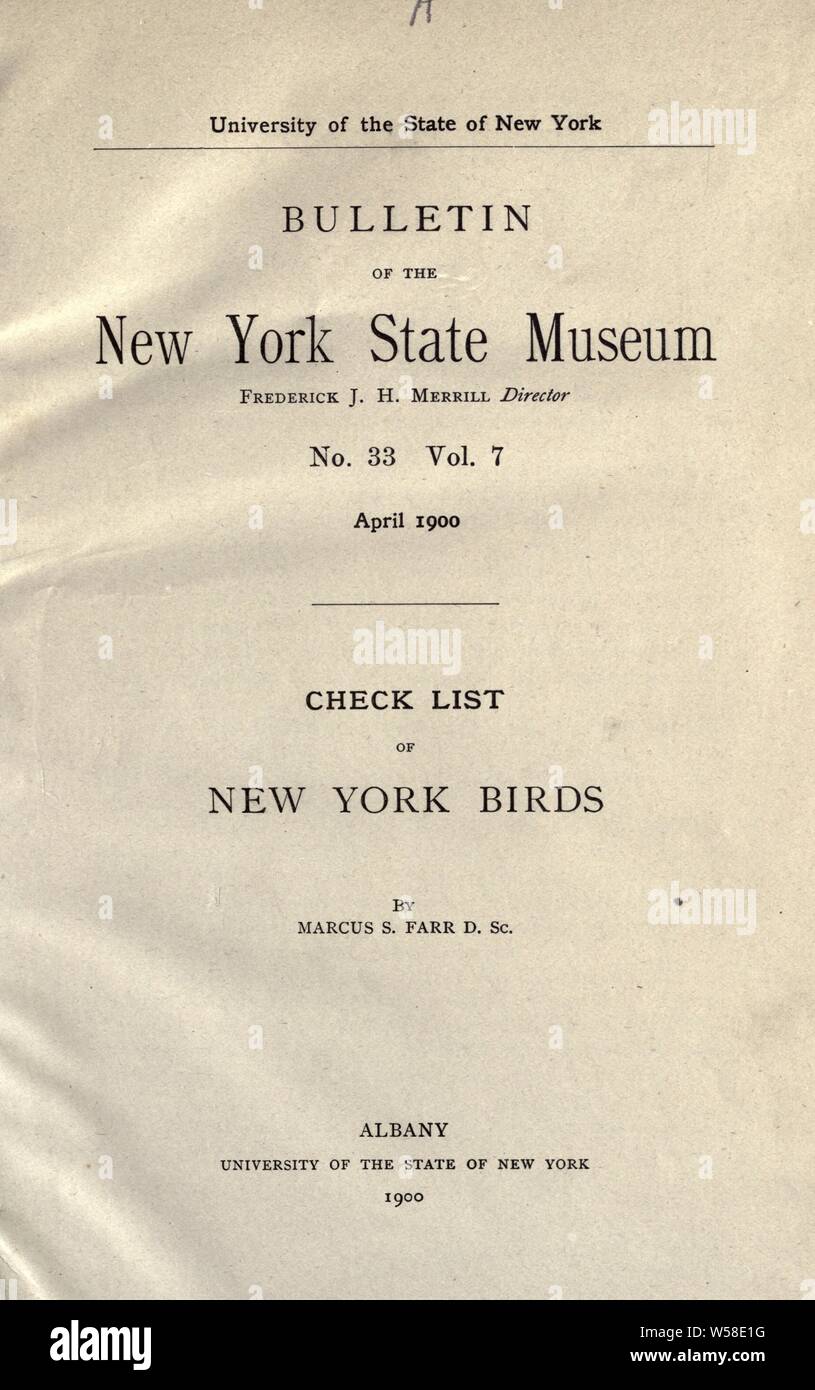 A
University of the State of New York
BULLETIN
OF THE
New York State Museum
FREDERICK J. H. MERRILL Director
No. 33 Vol. 7
April 1900
CHECK LIST
OF
NEW YORK BIRDS
BY
MARCUS S. FARR D. Sc.
ALBANY
UNIVERSITY OF THE STATE OF NEW YORK
1900
alamy
Image ID: W58E1G
www.alamy.com